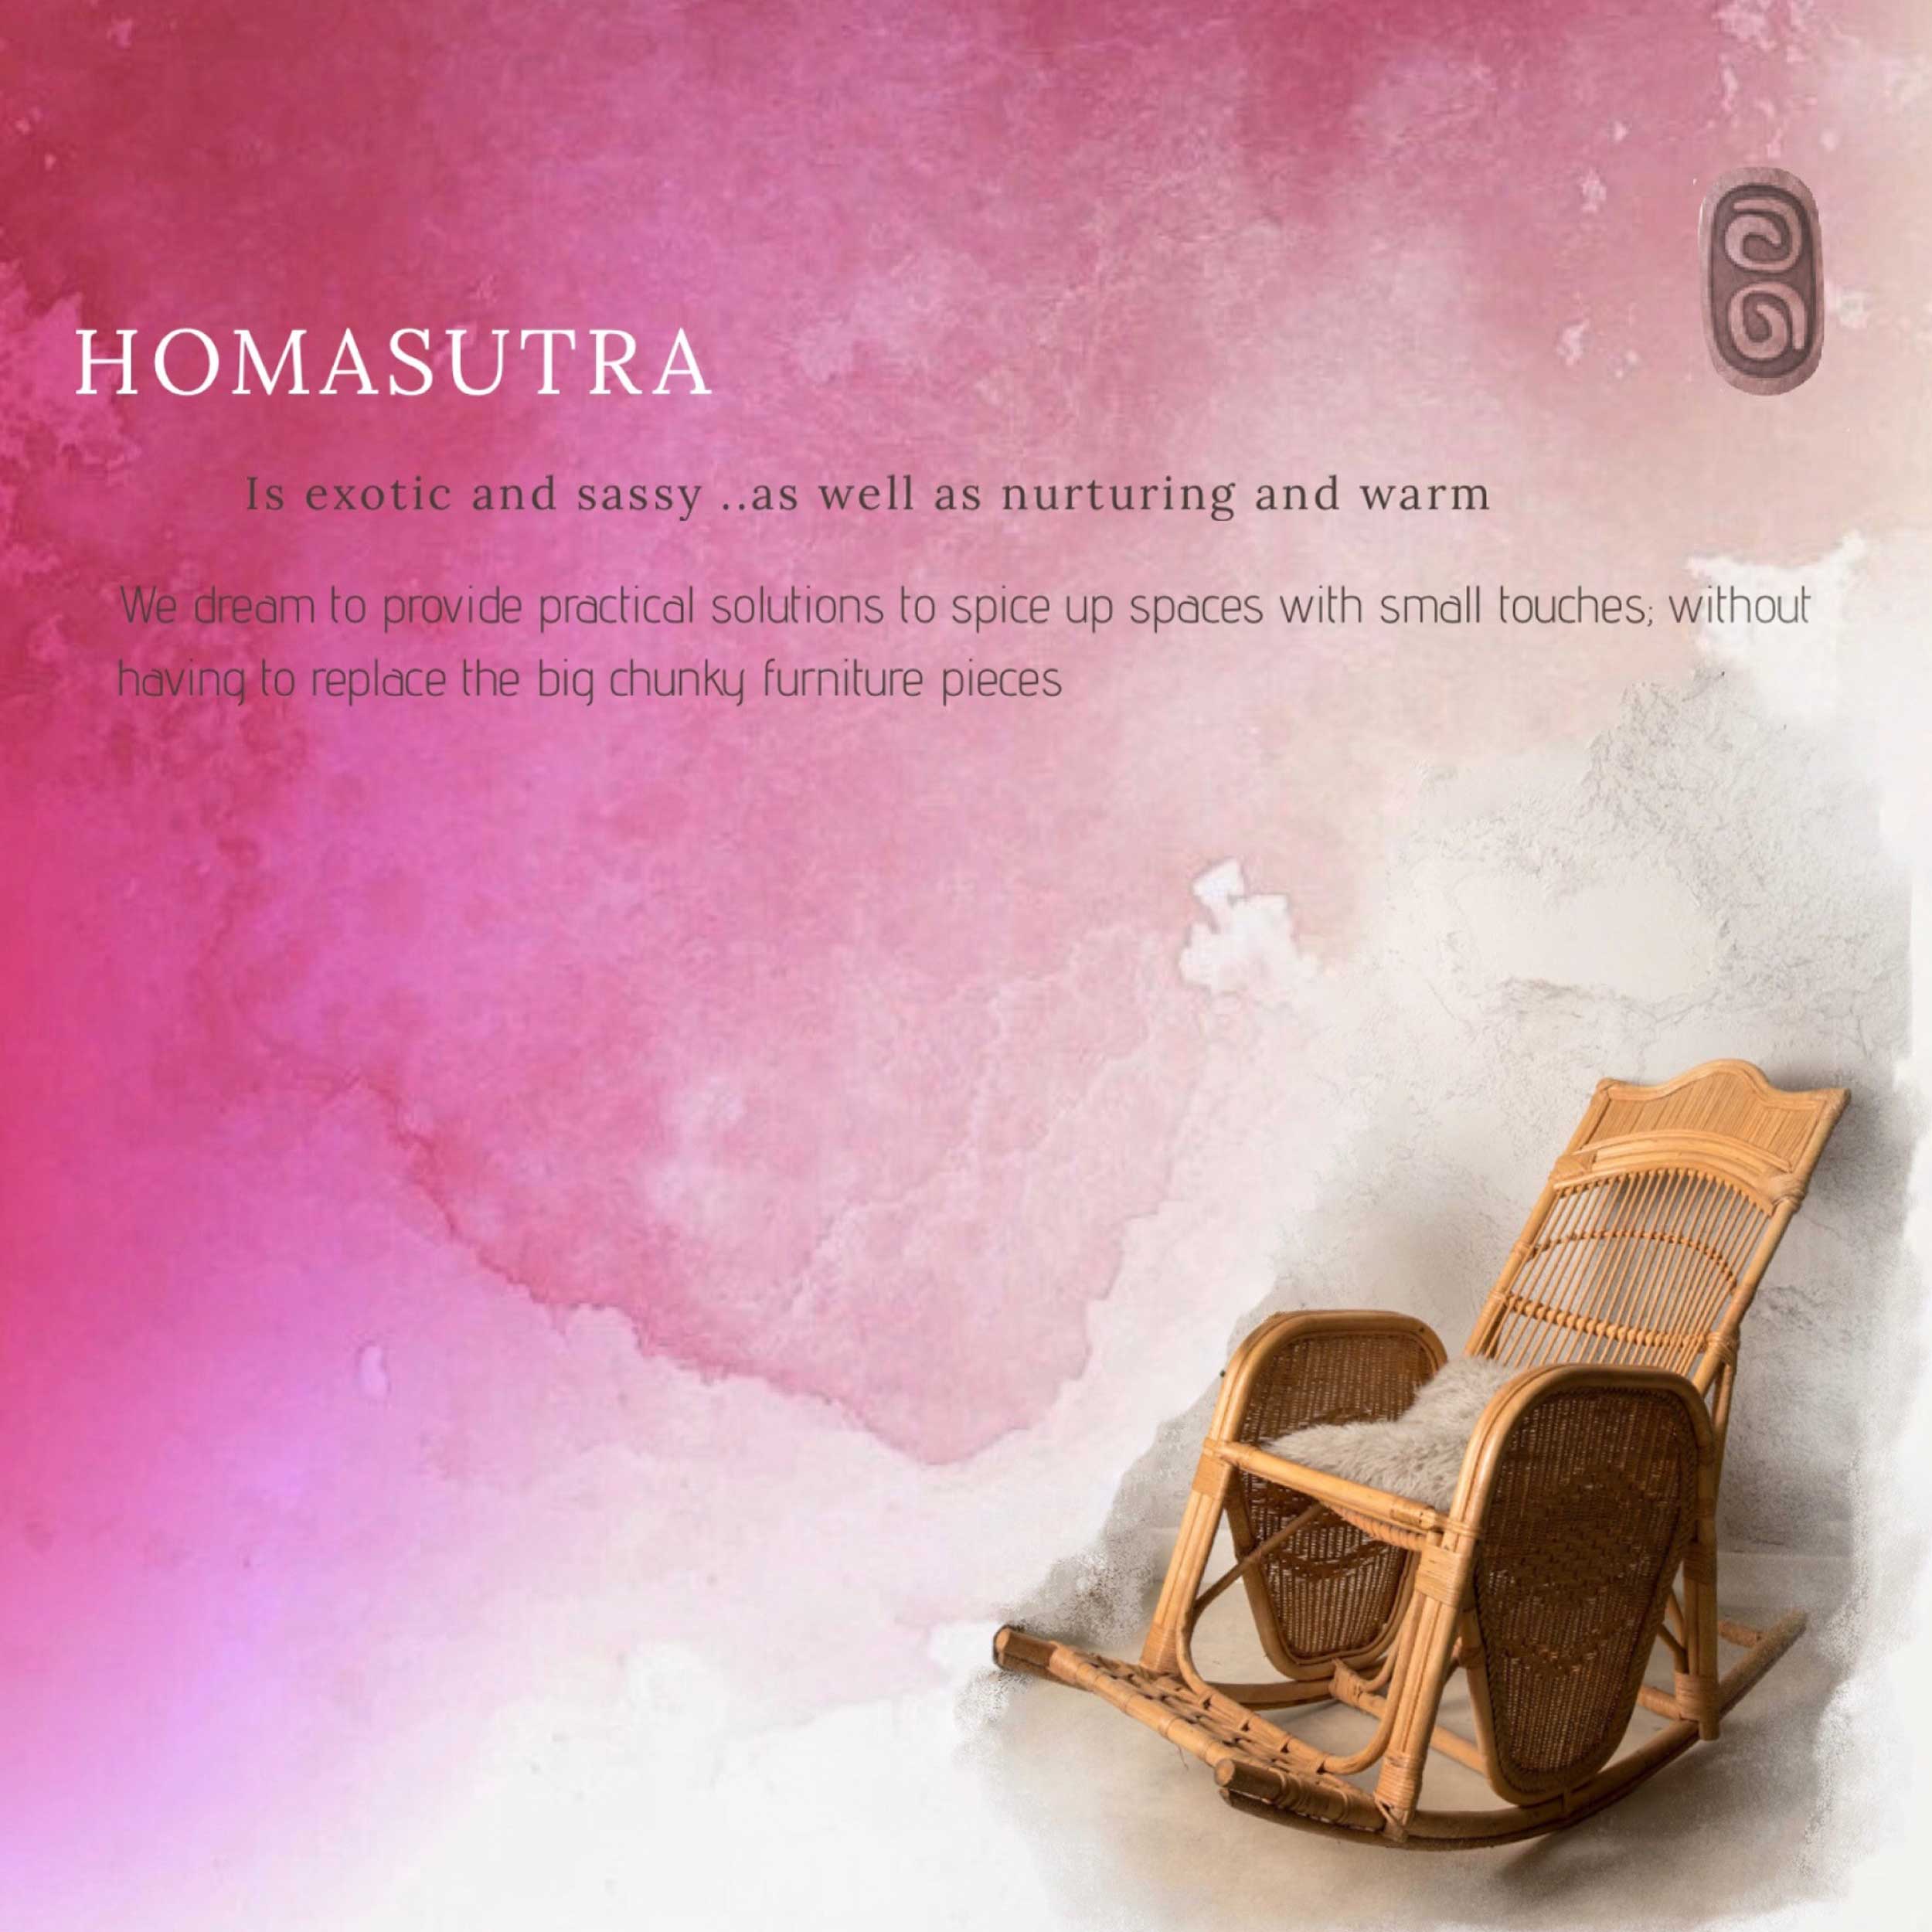 HOMASUTRA
Is exotic and sassy ..as well as nurturing and warm
We dream to provide practical solutions to spice up spaces with small touches; without
having to replace the big chunky furniture pieces